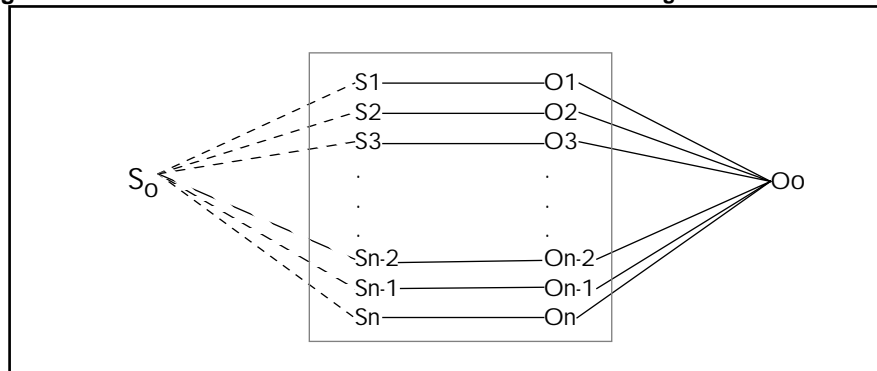 S1 O1
S2 O2
S3 O3
So Oo
. .
. .
. .
Sn-2 On-2
Sn-1 On-1
Sn On